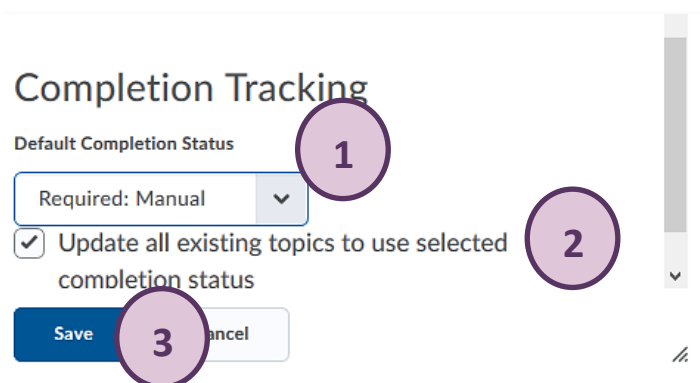 Completion Tracking
Default Completion Status
1
Required: Manual
Update all existing topics to use selected
2
completion status
Save
3
ancel